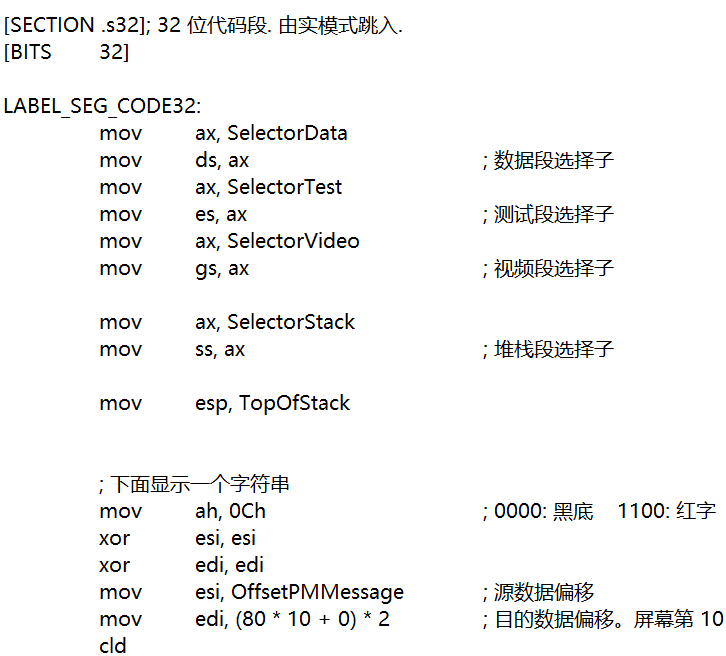 [SECTION .s32]; 32 位代码段. 由实模式跳入.
[BITS 32]
LABEL_SEG_CODE32:
mov ax, SelectorData
mov ds, ax ; 数据段选择子
mov ax, SelectorTest
mov es, ax ; 测试段选择子
mov ax, SelectorVideo
mov gs, ax ; 视频段选择子
mov ax, SelectorStack
mov ss, ax ; 堆栈段选择子
mov esp, TopOfStack
; 下面显示一个字符串
mov ah, 0Ch ; 0000: 黑底 1100: 红字
xor esi, esi
xor edi, edi
mov esi, OffsetPMMessage ; 源数据偏移
mov edi, (80 * 10 + 0) * 2 ; 目的数据偏移。屏幕第 10
cld